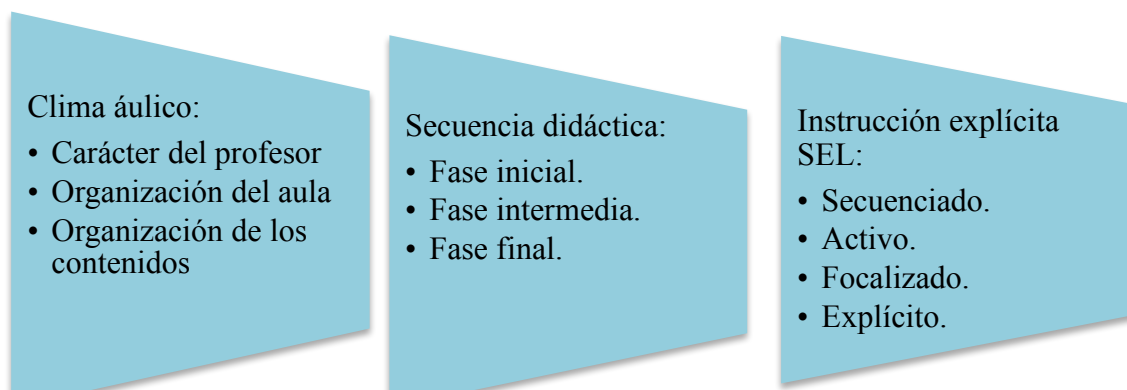 Clima áulico:
• Carácter del profesor
• Organización del aula
• Organización de los
contenidos
Secuencia didáctica:
• Fase inicial.
• Fase intermedia.
• Fase final.
Instrucción explícita
SEL:
• Secuenciado.
• Activo.
• Focalizado.
• Explícito.